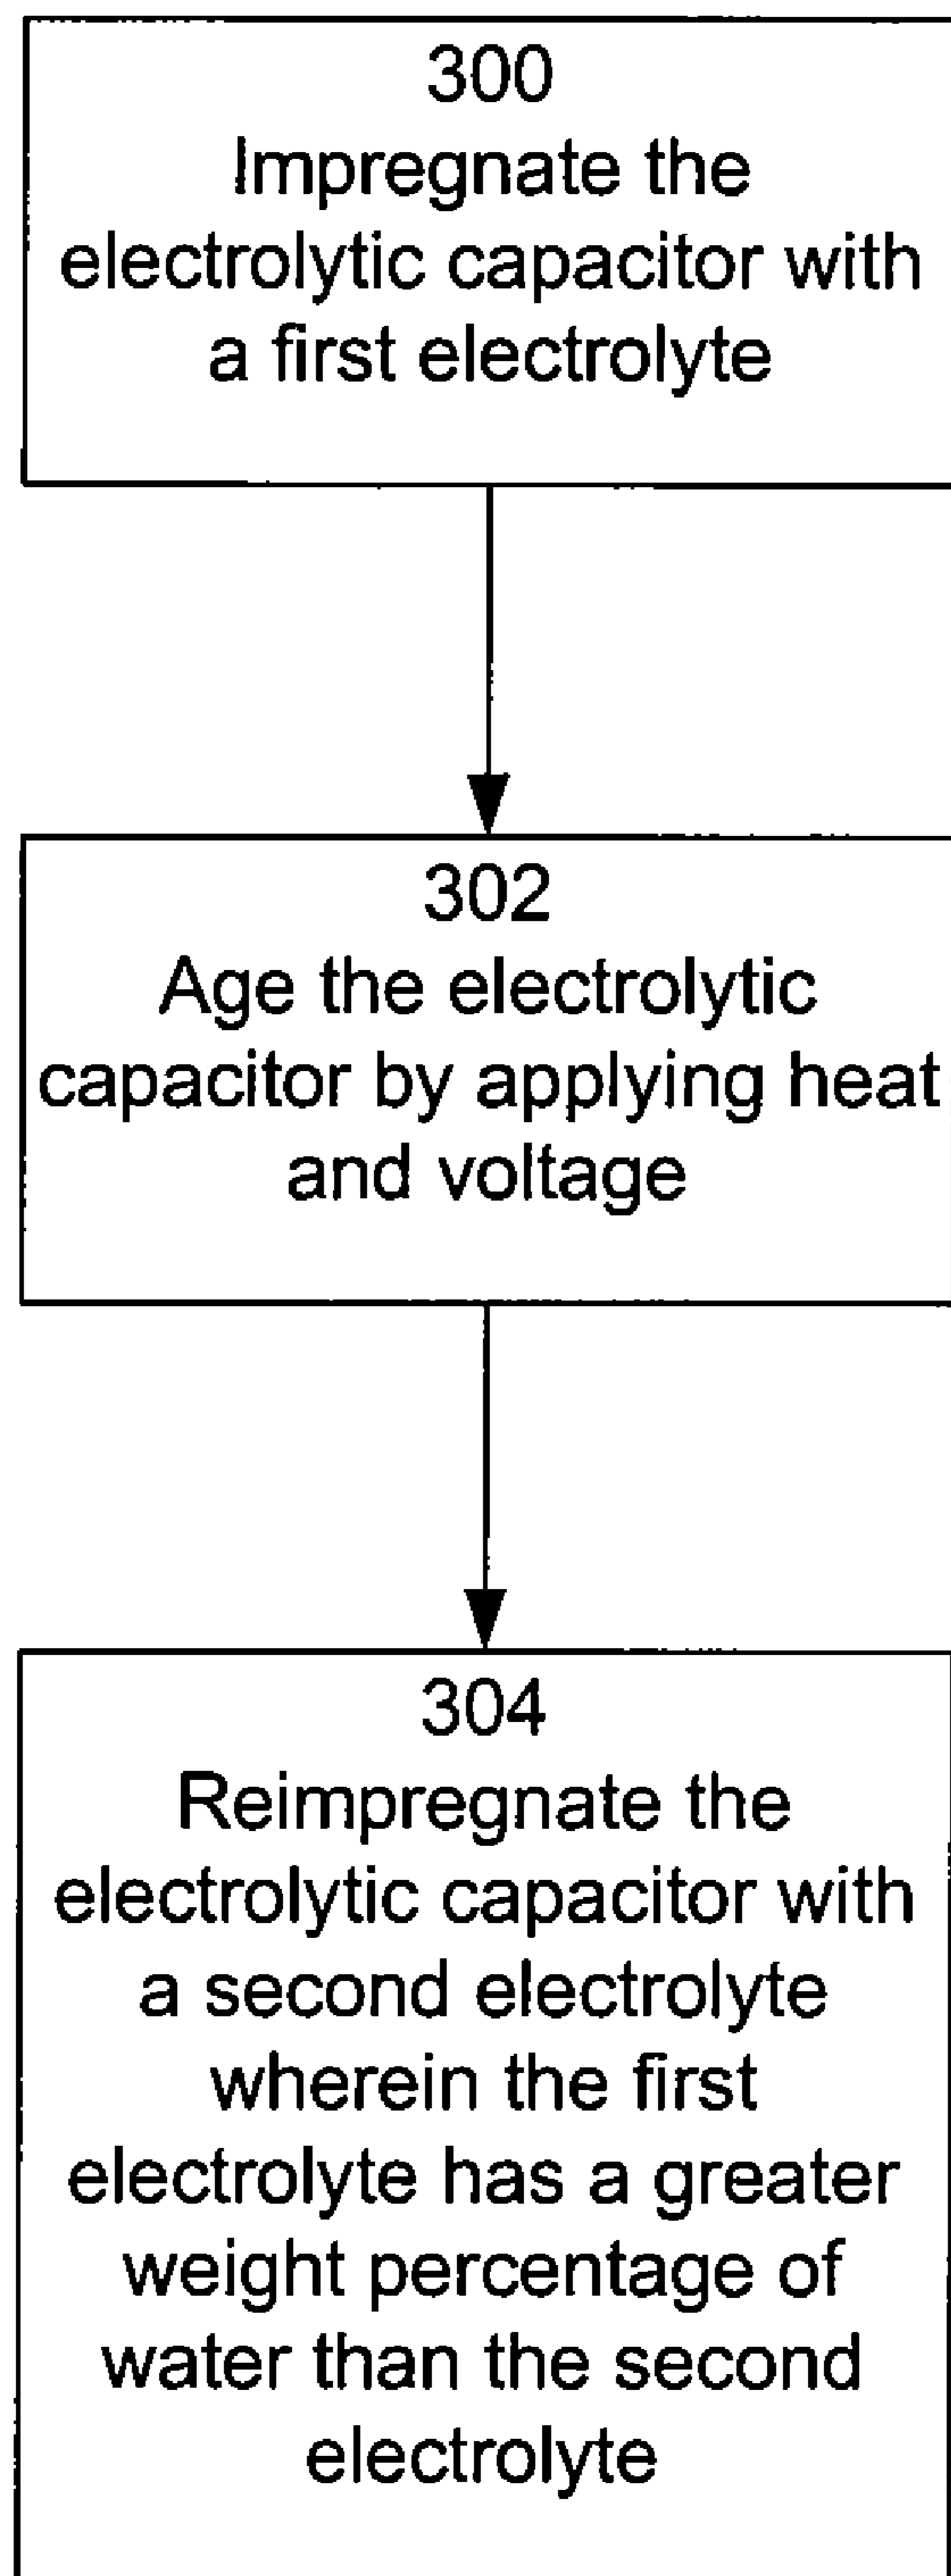 300
Impregnate the
electrolytic capacitor with
a first electrolyte
302
Age the electrolytic
capacitor by applying heat
and voltage
304
Reimpregnate the
electrolytic capacitor with
a second electrolyte
wherein the first
electrolyte has a greater
weight percentage of
water than the second
electrolyte